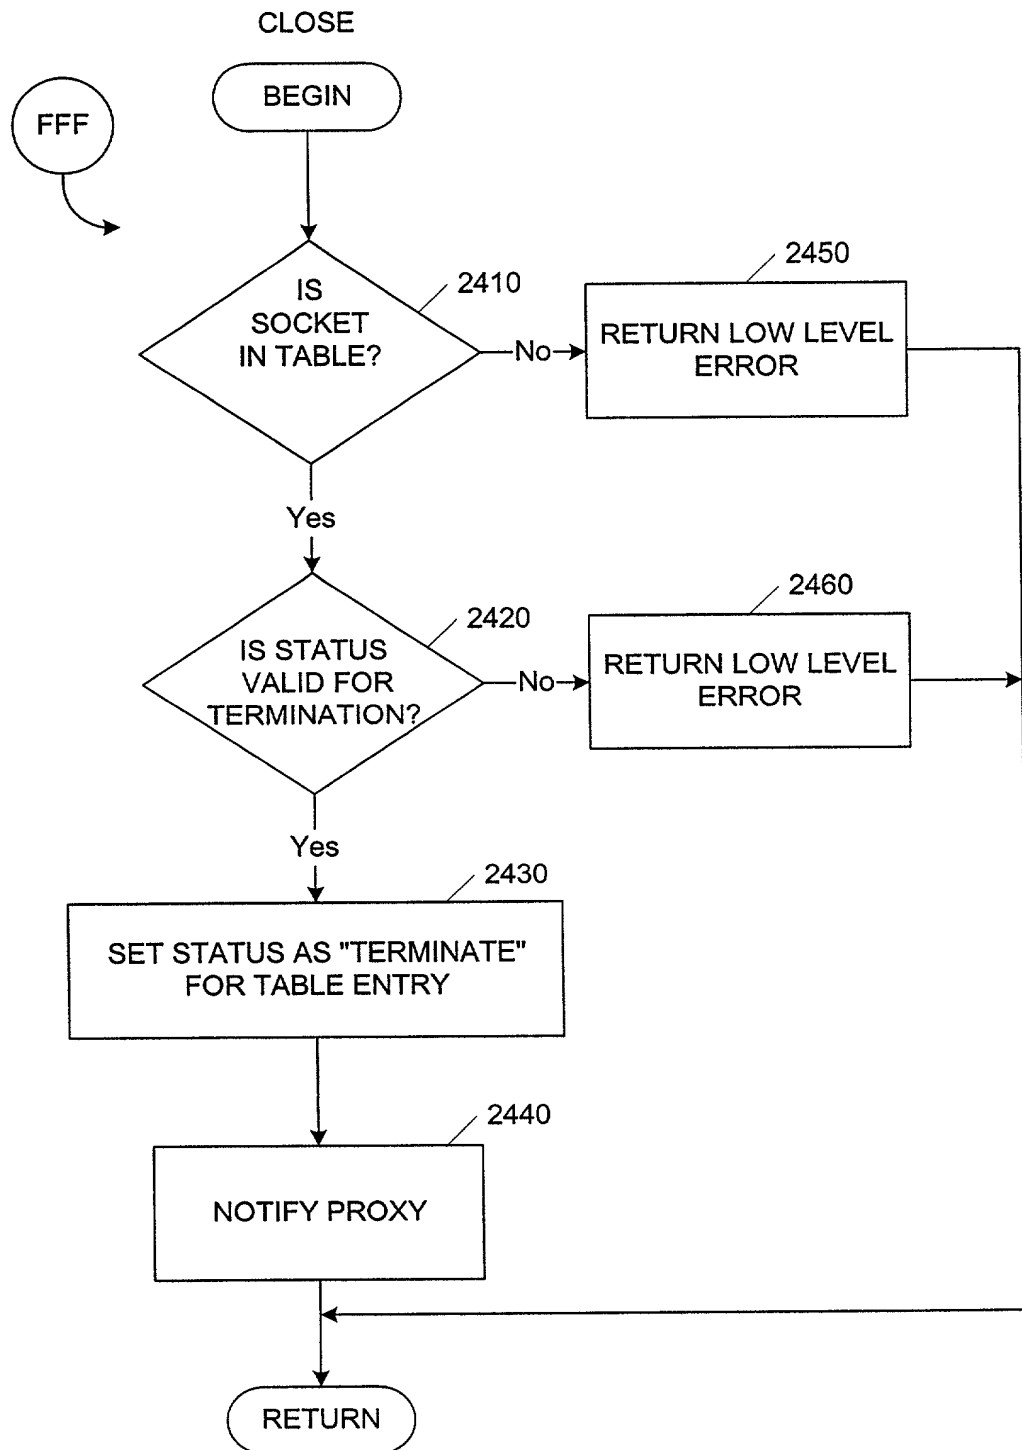 CLOSE
BEGIN
FFF
IS
SOCKET
IN TABLE?
2410
No
2450
RETURN LOW LEVEL
ERROR
Yes
IS STATUS
VALID FOR
TERMINATION?
2420
No
2460
RETURN LOW LEVEL
ERROR
Yes
2430
SET STATUS AS "TERMINATE"
FOR TABLE ENTRY
2440
NOTIFY PROXY
RETURN